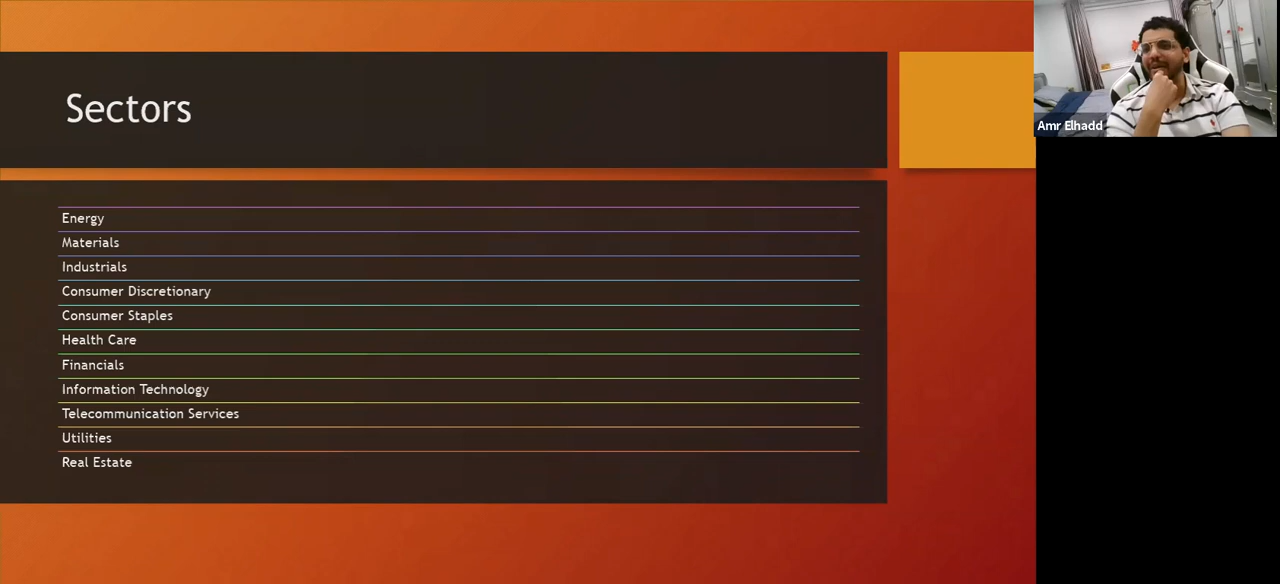 Sectors
Energy
Materials
Industrials
Consumer Discretionary
Consumer Staples
Health Care
Financials
Information Technology
Telecommunication Services
Utilities
Real Estate
Amr Elhadd